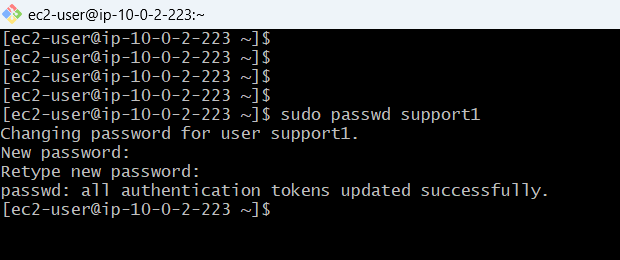 ec2-user@ip-10-0-2-223:~
[ec2-user@ip-10-0-2-223 ~]$
[ec2-user@ip-10-0-2-223 ~]$
[ec2-user@ip-10-0-2-223 ~]$
[ec2-user@ip-10-0-2-223 ~]$
[ec2-user@ip-10-0-2-223 ~]$ sudo passwd support1
Changing password for user support1.
New password:
Retype new password:
passwd: all authentication tokens updated successfully.
[ec2-user@ip-10-0-2-223 ~]$